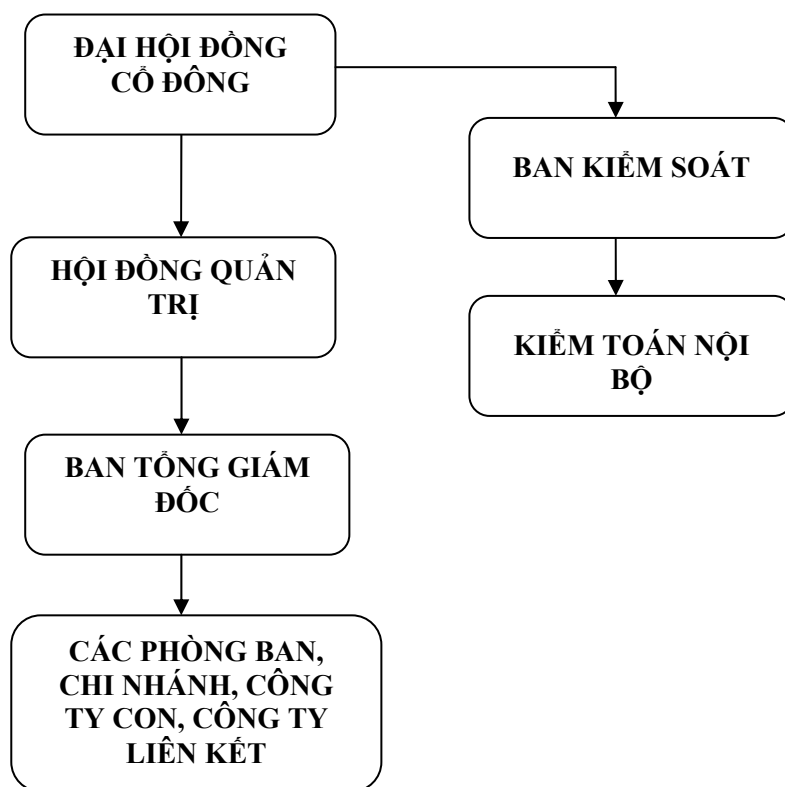 ĐẠI HỘI ĐỒNG
CỔ ĐÔNG
BAN KIỂM SOÁT
HỘI ĐỒNG QUẢN
TRỊ
KIỂM TOÁN NỘI
BỘ
BAN TỔNG GIÁM
ĐỐC
CÁC PHÒNG BAN,
CHI NHÁNH, CÔNG
TY CON, CÔNG TY
LIÊN KẾT